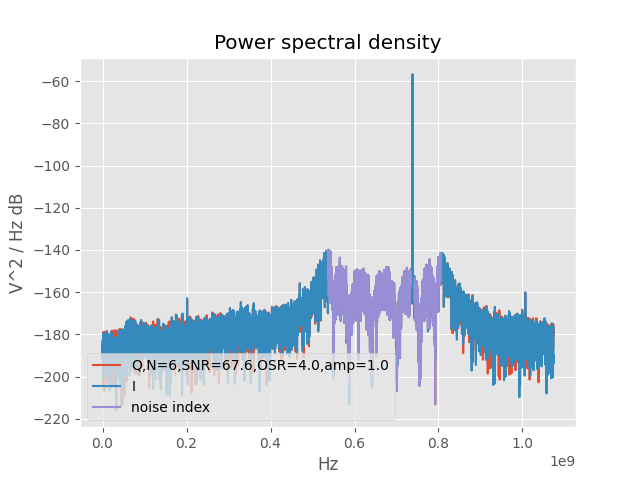 Power spectral density
V^2 / Hz dB
−60
−80
−100
−120
−140
−160
−180
−200
−220
Q,N=6,SNR=67.6,OSR=4.0,amp=1.0
I
noise index
0.0 0.2 0.4 0.6 0.8 1.0
1e9
Hz